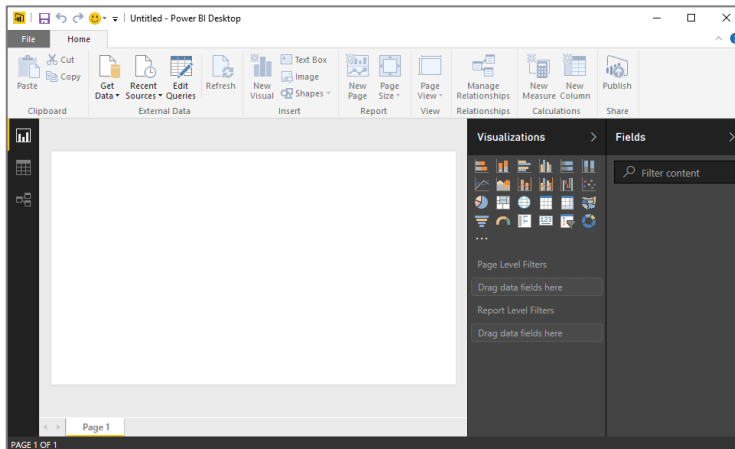 Untitled - Power BI Desktop
File Home
Paste
Cut
Copy
Clipboard
Get Data
Recent Sources
Edit Queries
External Data
Refresh
New Visual
Text Box
Image
Shapes
Insert
New Page
Page Size
Report
Page View
View
Manage Relationships
Relationships
New Measure
New Column
Calculations
Publish
Share
Visualizations
Fields
Filter content
123
...
Page Level Filters
Drag data fields here
Report Level Filters
Drag data fields here
Page 1
PAGE 1 OF 1